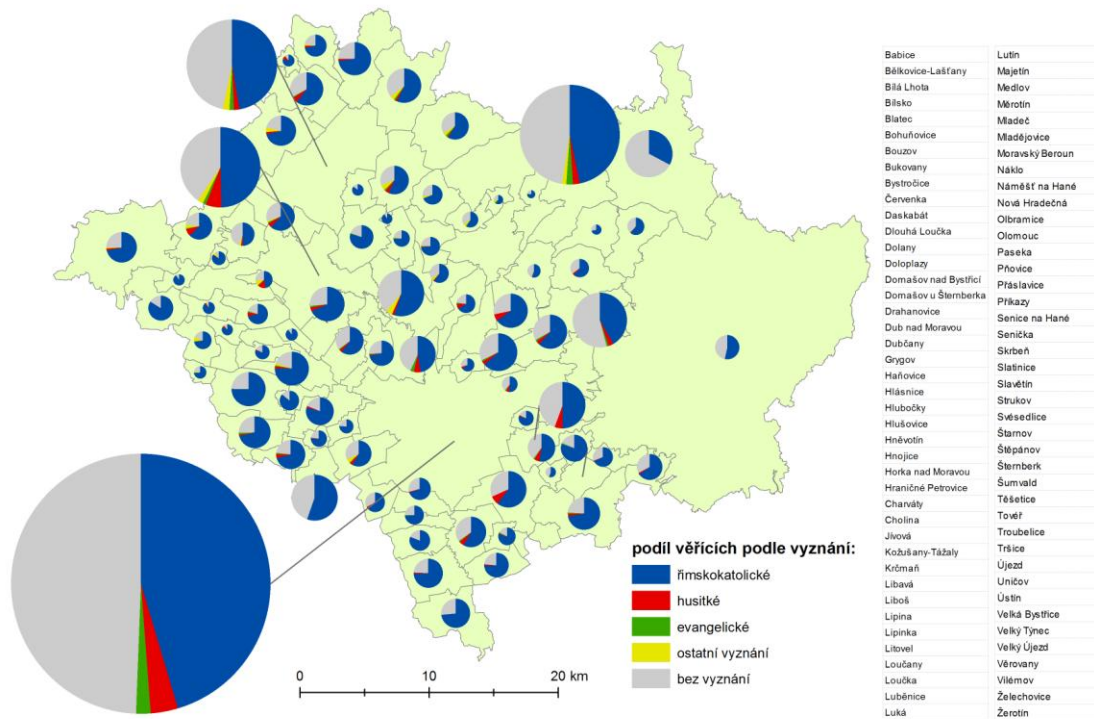 podíl věřících podle vyznání:
římskokatolické
husitké
evangelické
ostatní vyznání
bez vyznání
0 10 20 km
Babice
Bělkovice-Lašťany
Bílá Lhota
Bílsko
Blatec
Bohuňovice
Bouzov
Bukovany
Bystročice
Červenka
Daskabát
Dlouhá Loučka
Dolany
Doloplazy
Domašov nad Bystřicí
Domašov u Šternberka
Drahanovice
Dub nad Moravou
Dubčany
Grygov
Haňovice
Hlásnice
Hlubočky
Hlušovice
Hněvotín
Hnojice
Horka nad Moravou
Hraničné Petrovice
Charváty
Cholina
Jívová
Kožušany-Tážaly
Krčmaň
Libavá
Liboš
Lipina
Lipinka
Litovel
Loučany
Loučka
Luběnice
Luká
Lutín
Majetín
Medlov
Měrotín
Mladeč
Mladějovice
Moravský Beroun
Náklo
Náměšť na Hané
Nová Hradečná
Olbramice
Olomouc
Paseka
Pňovice
Přáslavice
Příkazy
Senice na Hané
Senička
Skrbeň
Slatinice
Slavětín
Strukov
Svésedlice
Štarnov
Štěpánov
Šternberk
Šumvald
Těšetice
Tovéř
Troubelice
Tršice
Újezd
Uničov
Ústín
Velká Bystřice
Velký Týnec
Velký Újezd
Věrovany
Vilémov
Želechovice
Žerotín